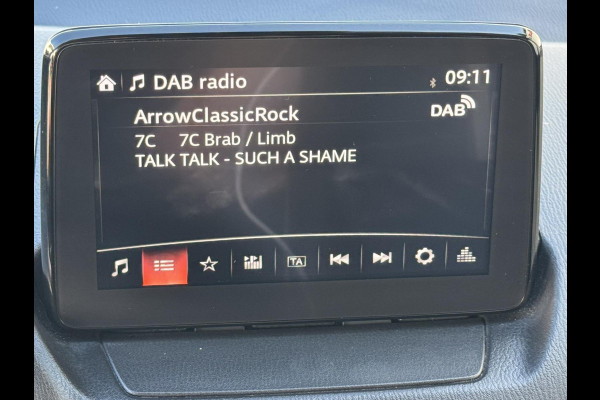 DAB radio 09:11
ArrowClassicRock DAB
7C 7C Brab / Limb
TALK TALK - SUCH A SHAME
TA